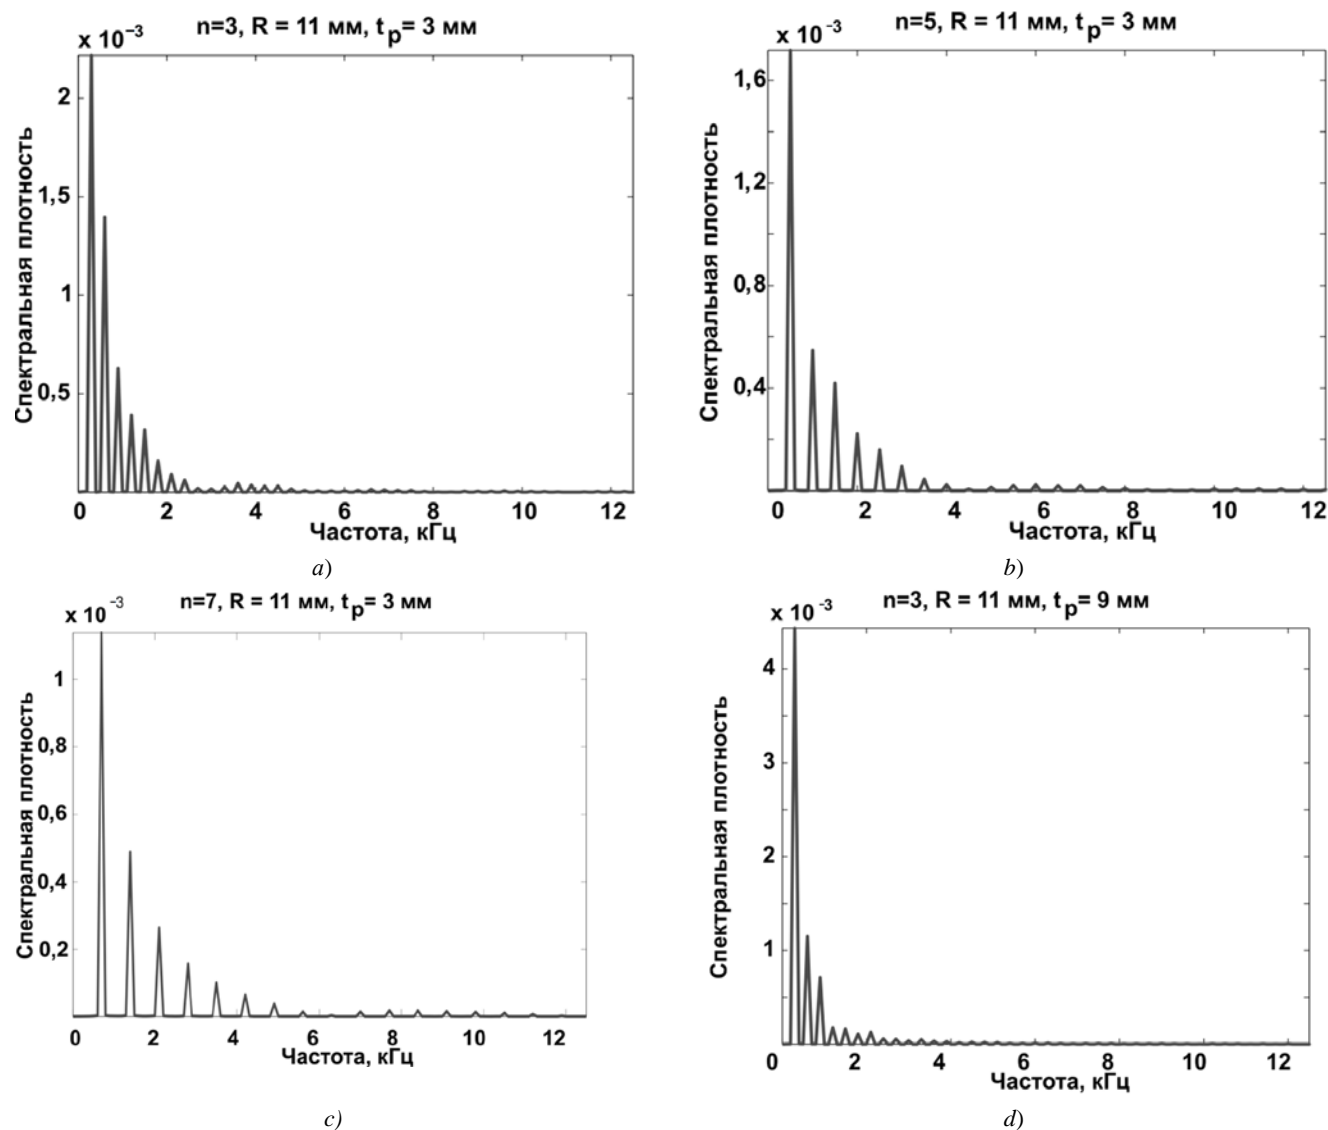 n=3, R = 11 мм, t p= 3 мм
x 10 -3
2
1,5
1
0,5
Спектральная плотность
0 2 4 6 8 10 12
Частота, кГц
a)
n=5, R = 11 мм, t p= 3 мм
x 10 -3
1,6
1,2
0,8
0,4
Спектральная плотность
0 2 4 6 8 10 12
Частота, кГц
b)
n=7, R = 11 мм, t p= 3 мм
x 10 -3
1
0,8
0,6
0,4
0,2
Спектральная плотность
0 2 4 6 8 10 12
Частота, кГц
c)
n=3, R = 11 мм, t p= 9 мм
x 10 -3
4
3
2
1
Спектральная плотность
0 2 4 6 8 10 12
Частота, кГц
d)